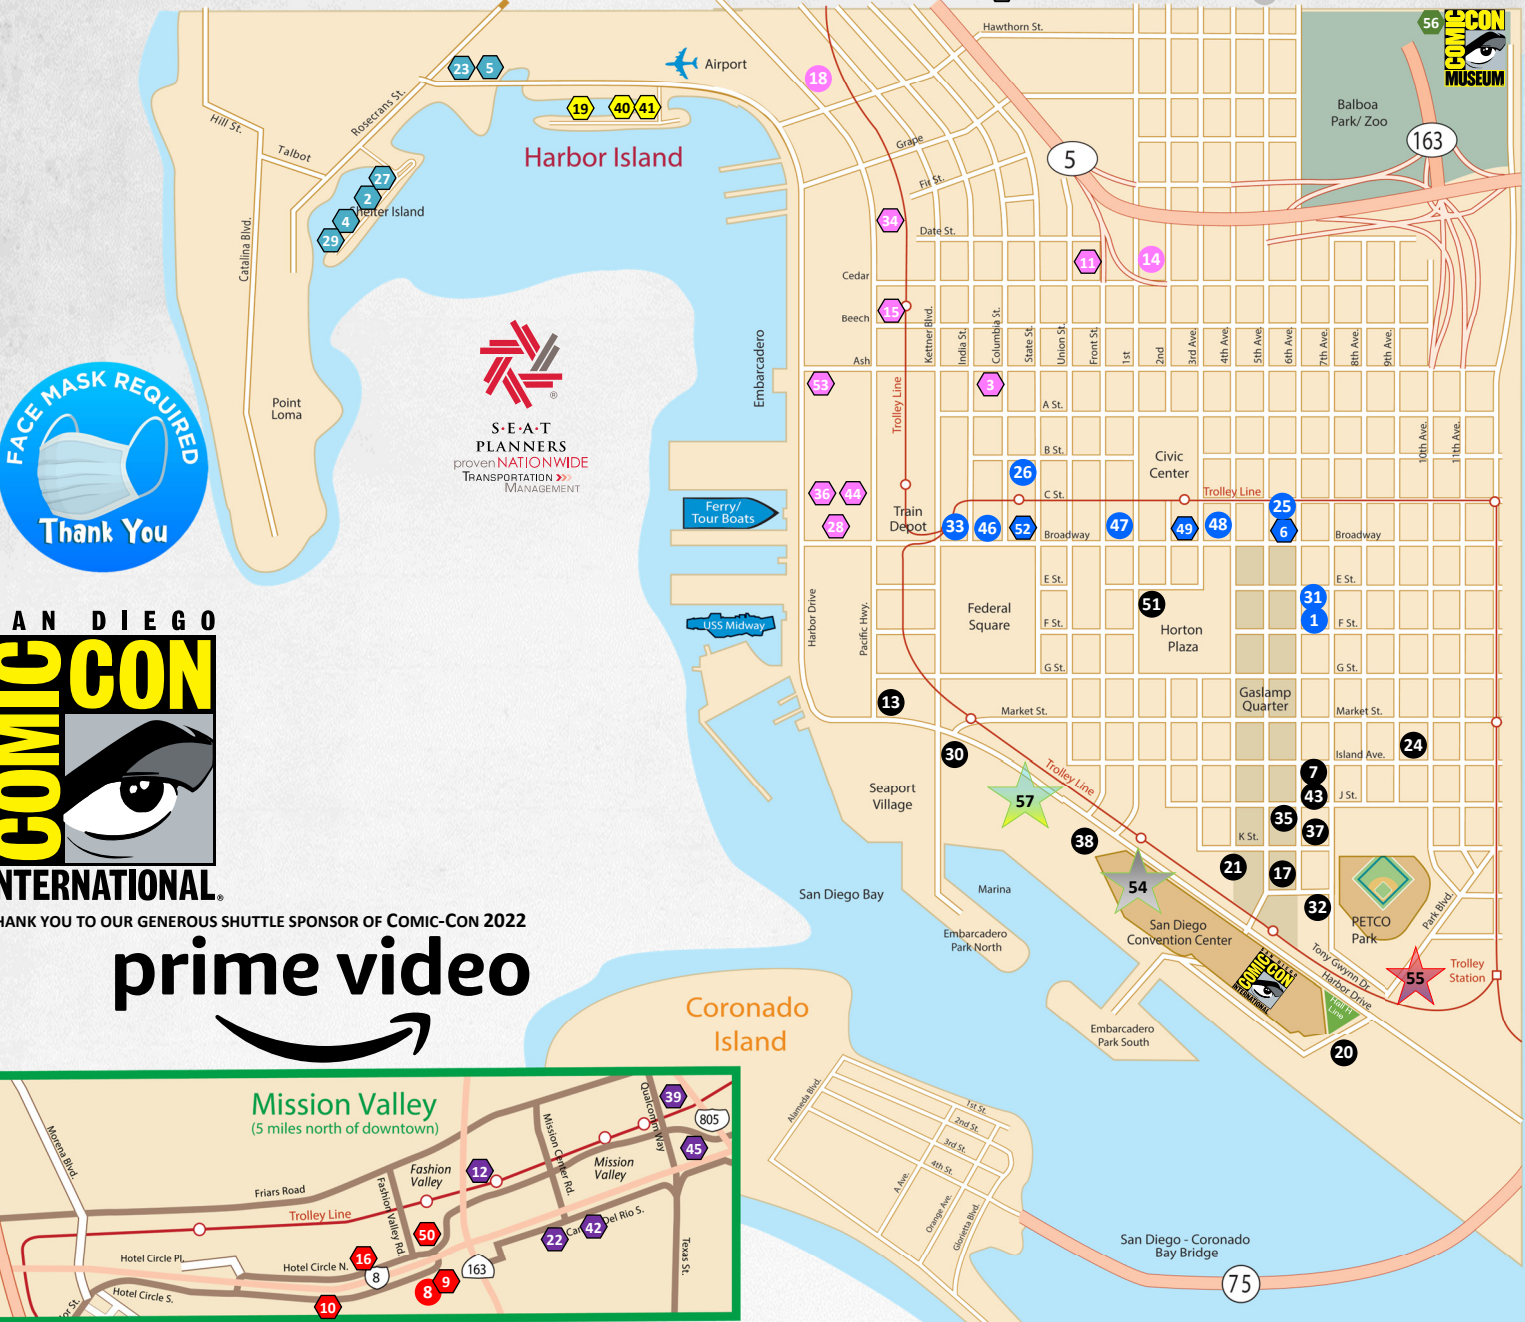 Hawthorn St.
56
COMIC CON
MUSEUM
23
5
Airport
18
19
40
41
Balboa
Park/ Zoo
163
Hill St.
Rosecrans St.
Talbot
Harbor Island
Grape
5
Fir St.
27
2
Shelter Island
4
29
34
Date St.
11
14
Catalina Blvd.
Cedar
15
Beech
Kettner Blvd.
India St.
Columbia St.
State St.
Union St.
Front St.
1st
2nd
3rd Ave.
4th Ave.
5th Ave.
6th Ave.
7th Ave.
8th Ave.
9th Ave.
Ash
Embarcadero
53
3
FACE MASK REQUIRED
Thank You
Point
Loma
®
S·E·A·T
PLANNERS
proven NATIONWIDE
TRANSPORTATION >>>
MANAGEMENT
Trolley Line
A St.
B St.
10th Ave.
11th Ave.
Civic
Center
26
C St.
Trolley Line
36
44
28
Ferry/
Tour Boats
Train
Depot
33
46
52
Broadway
47
49
48
25
6
Broadway
E St.
E St.
31
1
51
Federal
Square
F St.
F St.
Horton
Plaza
USS Midway
Harbor Drive
Pacific Hwy.
G St.
G St.
AN DIEGO
COMIC CON
NTERNATIONAL®
Gaslamp
Quarter
13
Market St.
Market St.
30
Island Ave.
24
7
Trolley Line
Seaport
Village
57
43
J St.
35
37
K St.
38
21
17
54
San Diego Bay
Marina
32
PETCO
Park
Park Blvd.
San Diego
Convention Center
Embarcadero
Park North
HANK YOU TO OUR GENEROUS SHUTTLE SPONSOR OF COMIC-CON 2022
prime video
Tony Gwynn Dr
Harbor Drive
55
Trolley
Station
SAN DIEGO
COMIC CON
INTERNATIONAL
Hall H
Line
Coronado
Island
Embarcadero
Park South
20
Alameda Blvd.
1st St.
2nd St.
3rd St.
4th St.
A Ave.
Orange Ave.
Glorietta Blvd.
San Diego - Coronado
Bay Bridge
75
Mission Valley
(5 miles north of downtown)
Morena Blvd.
Qualcomm Way
39
805
45
Mission Center Rd.
Mission
Valley
Fashion
Valley
12
Friars Road
Trolley Line
Fashion Valley Rd.
50
22
42
Del Rio S.
Texas St.
Hotel Circle Pl.
16
Hotel Circle N.
8
163
9
8
Hotel Circle S.
10